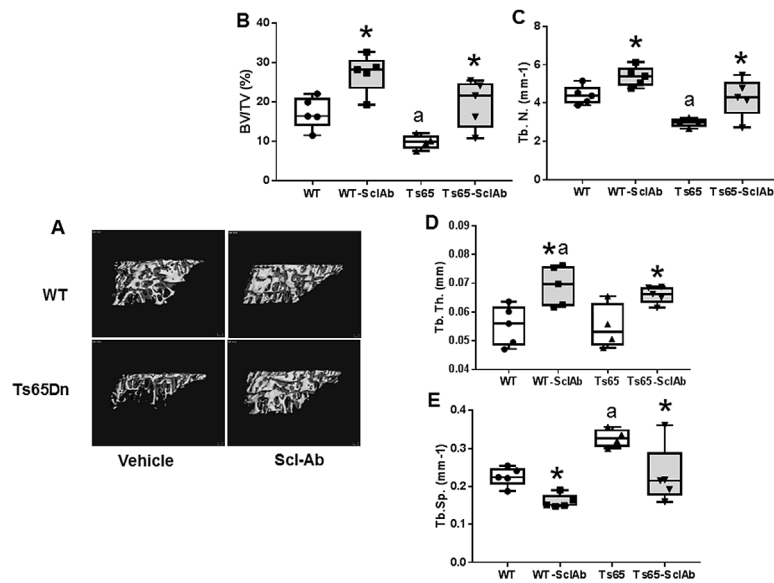 B
*
*
a
BV/TV (%)
40
30
20
10
0
WT
WT-SclAb
Ts65
Ts65-SclAb
C
*
*
a
Tb. N. (mm-1)
8
6
4
2
0
WT
WT-SclAb
Ts65
Ts65-SclAb
A
WT
Ts65Dn
Vehicle
Scl-Ab
D
*a
*
Tb. Th. (mm)
0.09
0.08
0.07
0.06
0.05
0.04
WT
WT-SclAb
Ts65
Ts65-SclAb
E
*
a
*
Tb.Sp. (mm-1)
0.4
0.3
0.2
0.1
0.0
WT
WT-SclAb
Ts65
Ts65-SclAb